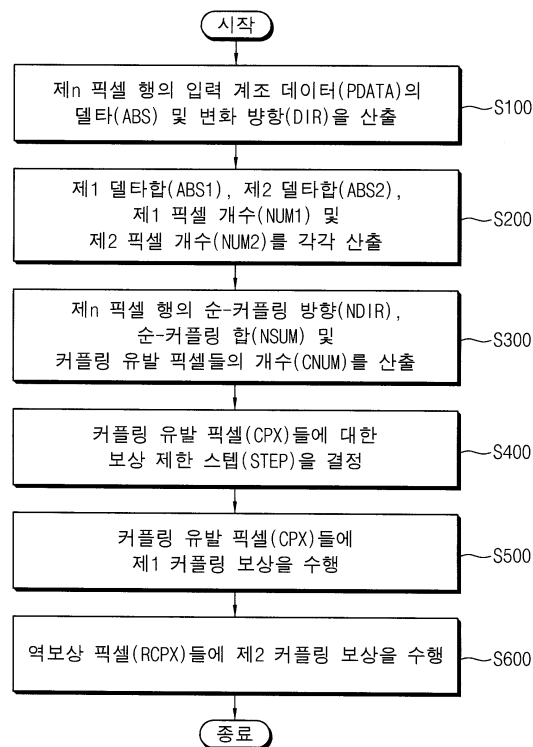 시작
제n 픽셀 행의 입력 계조 데이터(PDATA)의
델타(ABS) 및 변화 방향(DIR)을 산출
S100
제1 델타합(ABS1), 제2 델타합(ABS2),
제1 픽셀 개수(NUM1) 및
제2 픽셀 개수(NUM2)를 각각 산출
S200
제n 픽셀 행의 순-커플링 방향(NDIR),
순-커플링 합(NSUM) 및
커플링 유발 픽셀들의 개수(CNUM)를 산출
S300
커플링 유발 픽셀(CPX)들에 대한
보상 제한 스텝(STEP)을 결정
S400
커플링 유발 픽셀(CPX)들에
제1 커플링 보상을 수행
S500
역보상 픽셀(RCPX)들에 제2 커플링 보상을 수행
S600
종료